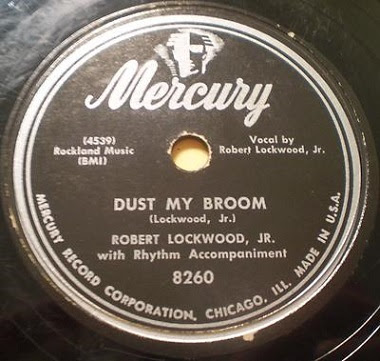 Mercury
(4539)
Rockland Music
(BMI)
Vocal by
Robert Lockwood, Jr.
DUST MY BROOM
(Lockwood, Jr.)
ROBERT LOCKWOOD, JR.
with Rhythm Accompaniment
8260
MERCURY RECORD CORPORATION, CHICAGO, ILL. MADE IN U.S.A.